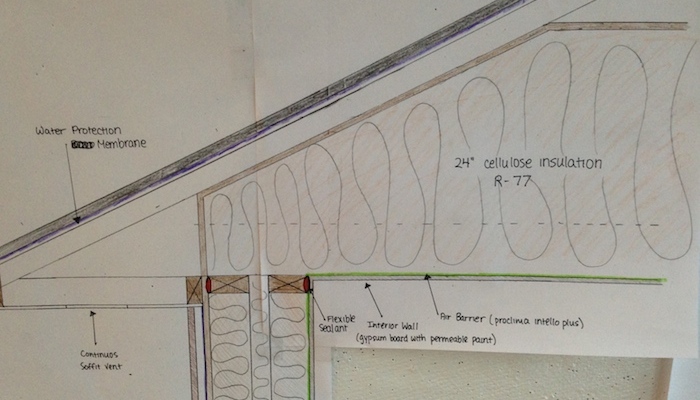 Water Protection
Membrane
24" cellulose insulation
R-77
Flexible
Sealant
Interior Wall
(gypsum board with permeable paint)
Air Barrier (proclima intello plus)
Continuos
Soffit Vent